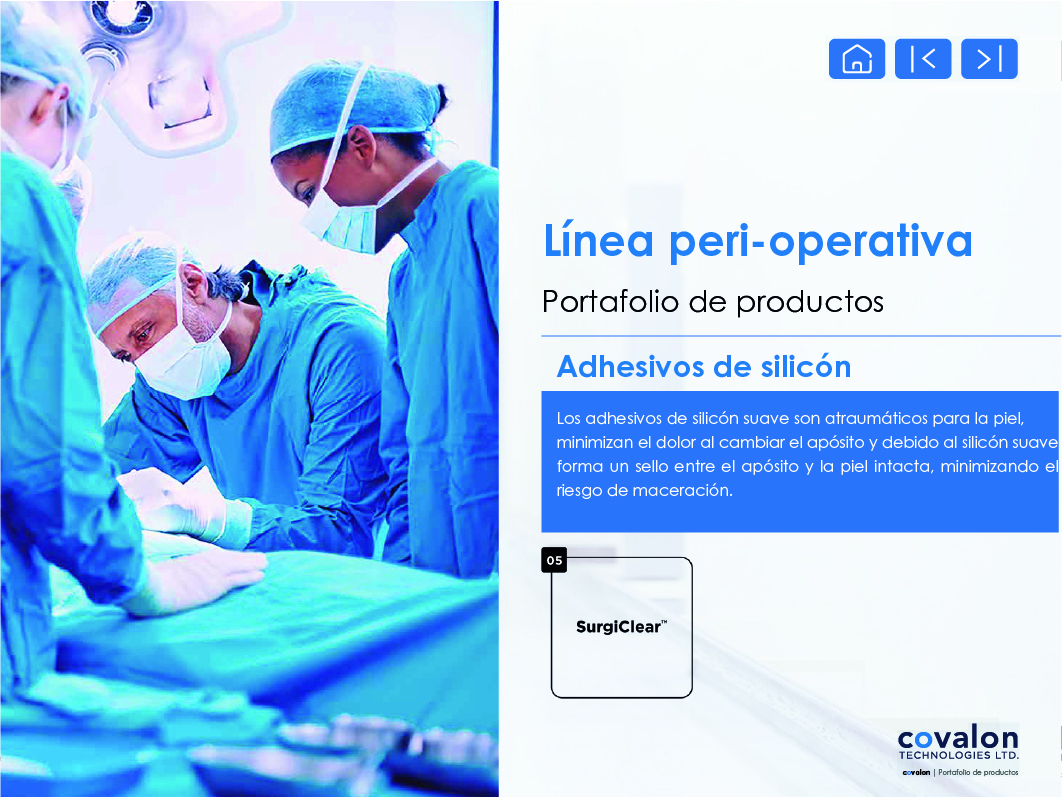 Línea peri-operativa
Portafolio de productos
Adhesivos de silicón
Los adhesivos de silicón suave son atraumáticos para la piel,
minimizan el dolor al cambiar el apósito y debido al silicón suave
forma un sello entre el apósito y la piel intacta, minimizando el
riesgo de maceración.
05
SurgiClear™
covalon
TECHNOLOGIES LTD.
covalon | Portafolio de productos